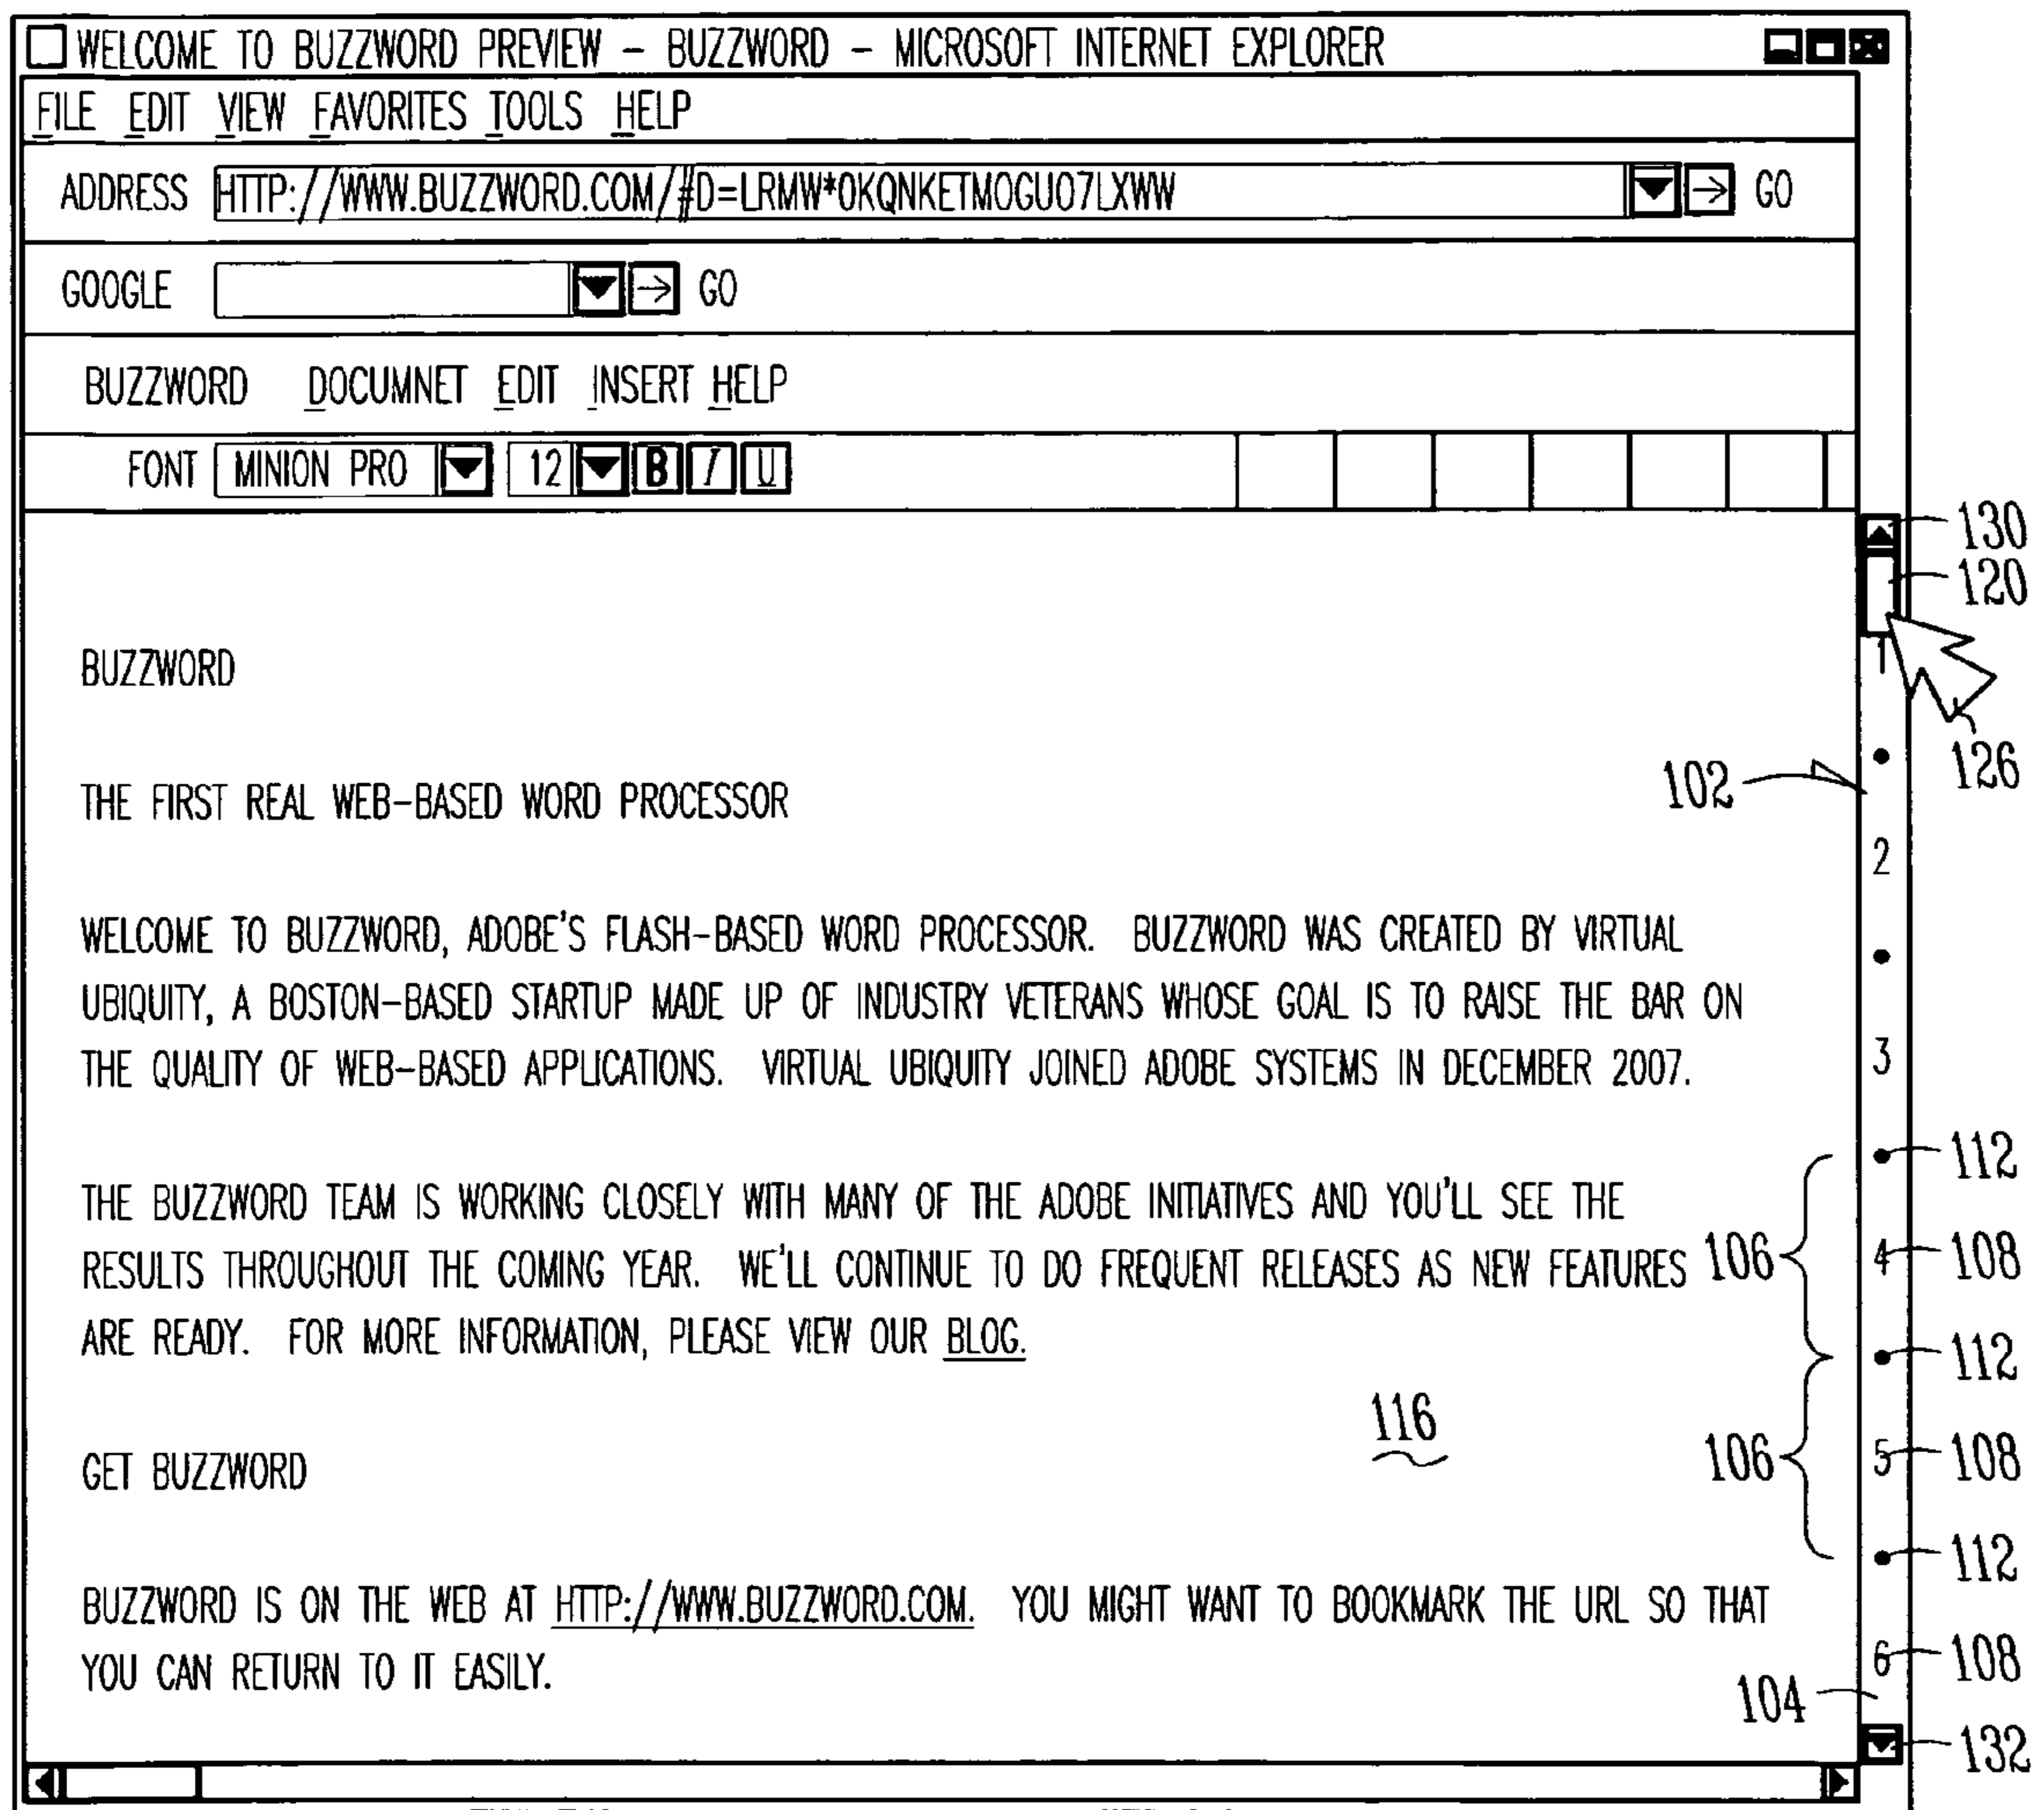 WELCOME TO BUZZWORD PREVIEW – BUZZWORD – MICROSOFT INTERNET EXPLORER
FILE EDIT VIEW FAVORITES TOOLS HELP
ADDRESS HTTP://WWW.BUZZWORD.COM/#D=LRMW*OKQNKETMOGUO7LXWW GO
GOOGLE GO
BUZZWORD DOCUMNET EDIT INSERT HELP
FONT MINION PRO 12 B I U
130
120
BUZZWORD
1
126
THE FIRST REAL WEB-BASED WORD PROCESSOR
102
2
WELCOME TO BUZZWORD, ADOBE'S FLASH-BASED WORD PROCESSOR. BUZZWORD WAS CREATED BY VIRTUAL
UBIQUITY, A BOSTON-BASED STARTUP MADE UP OF INDUSTRY VETERANS WHOSE GOAL IS TO RAISE THE BAR ON
THE QUALITY OF WEB-BASED APPLICATIONS. VIRTUAL UBIQUITY JOINED ADOBE SYSTEMS IN DECEMBER 2007.
3
112
THE BUZZWORD TEAM IS WORKING CLOSELY WITH MANY OF THE ADOBE INITIATIVES AND YOU'LL SEE THE
RESULTS THROUGHOUT THE COMING YEAR. WE'LL CONTINUE TO DO FREQUENT RELEASES AS NEW FEATURES
106 4 108
ARE READY. FOR MORE INFORMATION, PLEASE VIEW OUR BLOG.
112
116
GET BUZZWORD
106 5 108
112
BUZZWORD IS ON THE WEB AT HTTP://WWW.BUZZWORD.COM. YOU MIGHT WANT TO BOOKMARK THE URL SO THAT
YOU CAN RETURN TO IT EASILY.
6 108
104
132